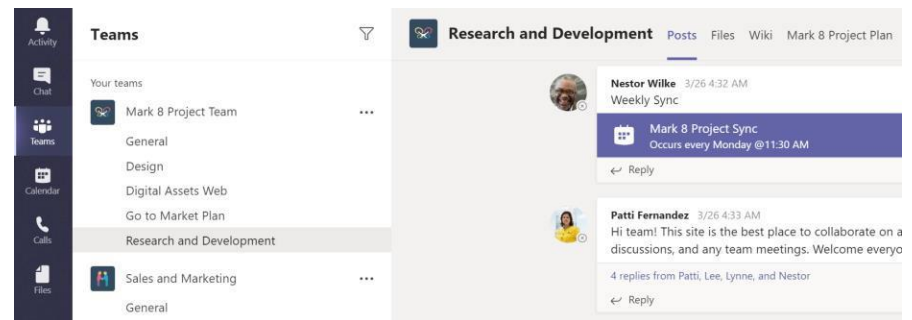 Activity
Chat
Teams
Calendar
Calls
Files
Teams
Your teams
Mark 8 Project Team
General
Design
Digital Assets Web
Go to Market Plan
Research and Development
Sales and Marketing
General
Research and Development Posts Files Wiki Mark 8 Project Plan
Nestor Wilke 3/26 4:32 AM
Weekly Sync
Mark 8 Project Sync
Occurs every Monday @11:30 AM
Reply
Patti Fernandez 3/26 4:33 AM
Hi team! This site is the best place to collaborate on a
discussions, and any team meetings. Welcome everyo
4 replies from Patti, Lee, Lynne, and Nestor
Reply